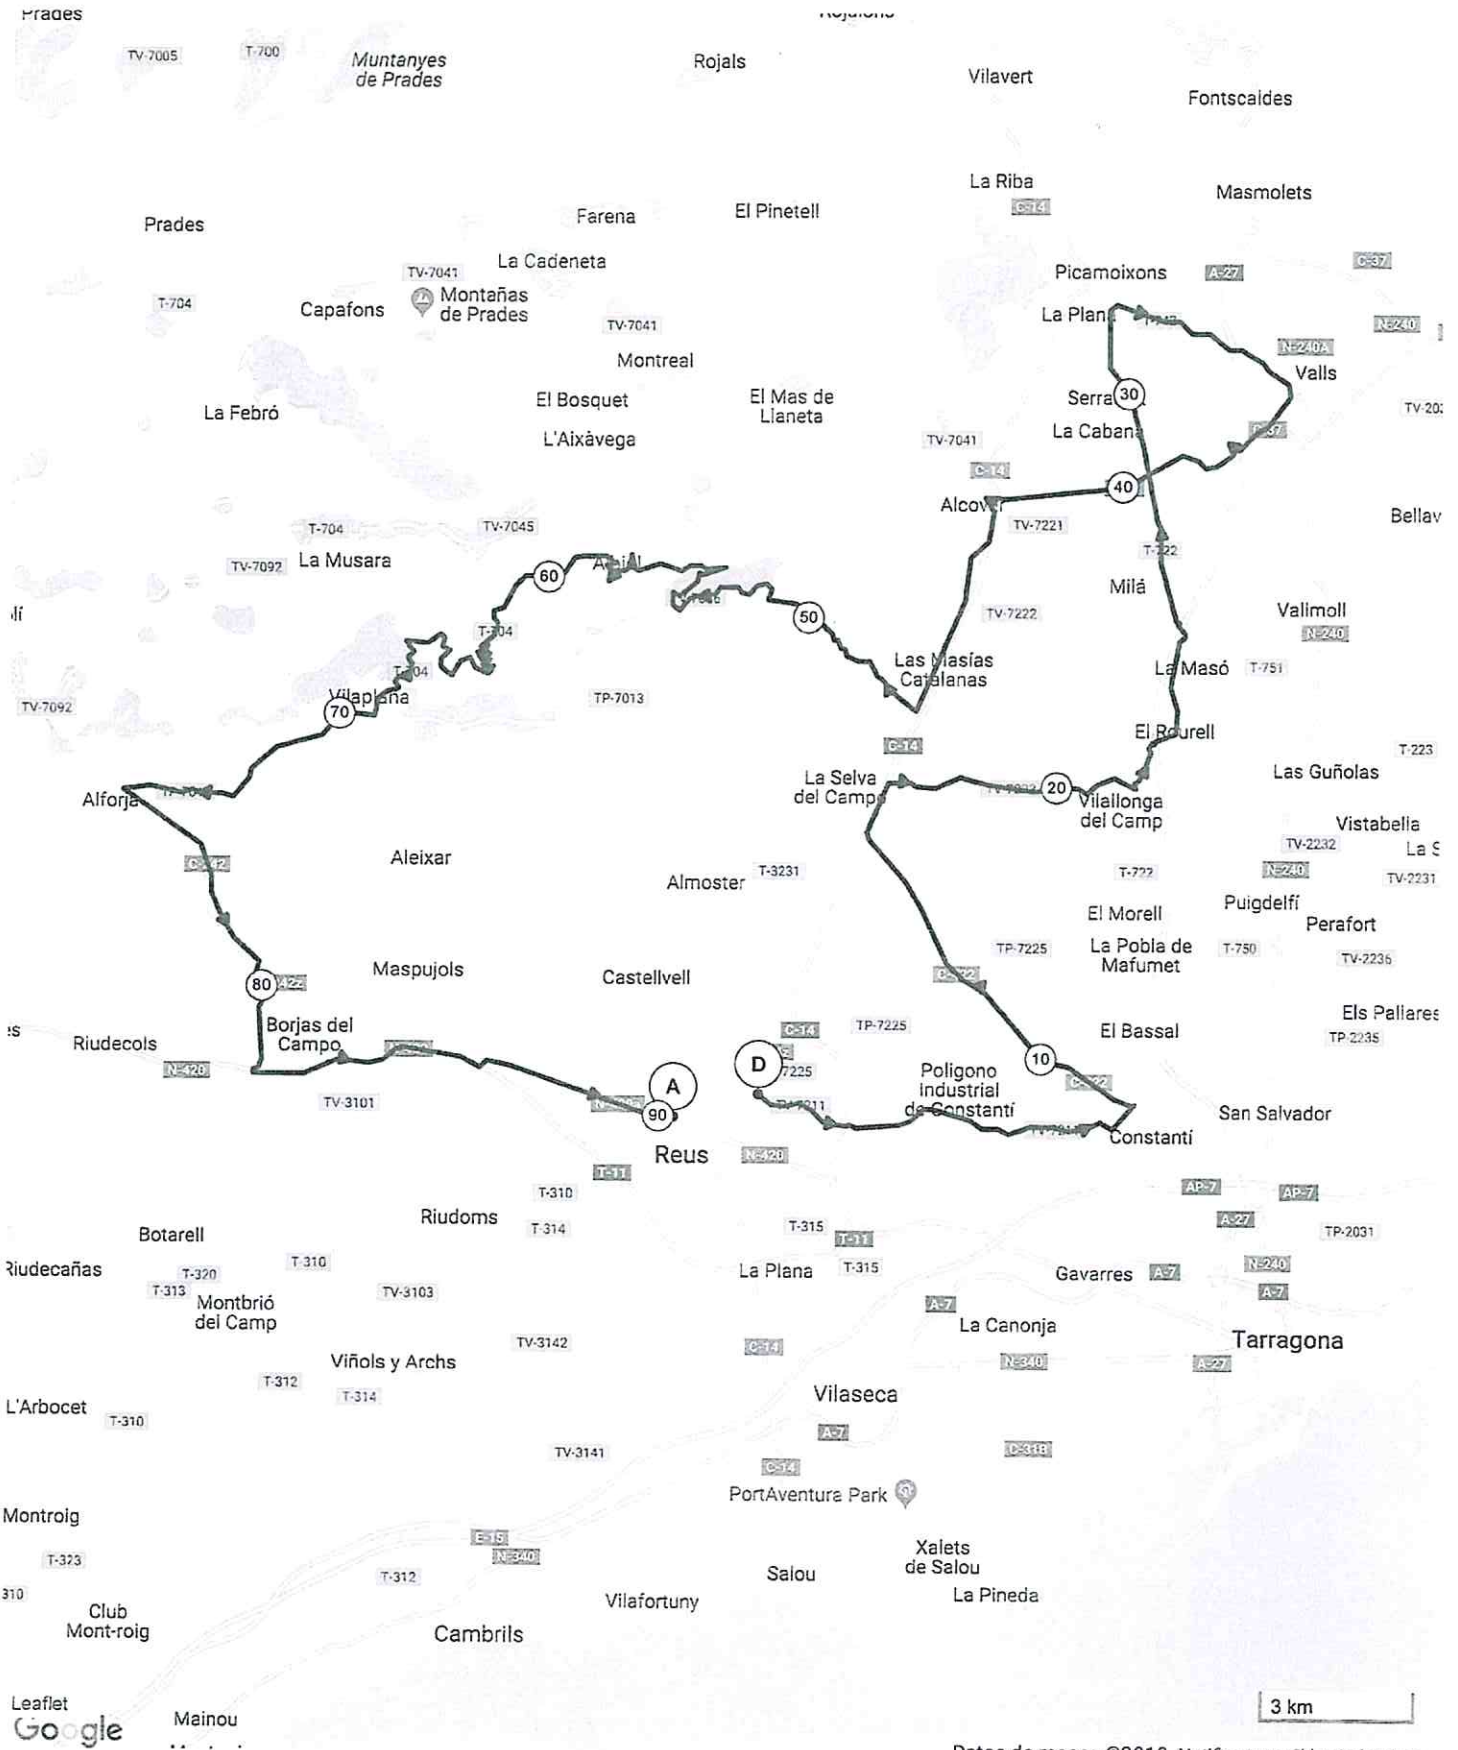 Prades
TV-7005
T-700
Muntanyes
de Prades
Rojals
Vilavert
Fontscaldes
La Riba
C-14
Masmolets
Prades
Farena
El Pinetell
La Cadeneta
TV-7041
Picamoixons
A-27
C-37
T-704
Capafons
Montañas
de Prades
TV-7041
La Plana
N-240
N-240A
Valls
Montreal
La Febró
El Bosquet
El Mas de
Llaneta
30
TV-7041
L'Aixàvega
C-37
C-14
40
Alcover
TV-7221
T-704
TV-7045
Bellav
TV-7092
La Musara
60
T-722
Milá
50
TV-7222
Valimoll
N-240
T-704
T-704
Las Masías
Catalanas
La Masó
T-751
Vilaplana
TP-7013
TV-7092
70
El Rourell
C-14
T-223
La Selva
del Campo
20
Las Guñolas
Alforja
Vilallonga
del Camp
Vistabella
TV-2232
La S
C-242
Aleixar
Almoster
T-3231
T-722
N-240
TV-2231
El Morell
Puigdelfí
Perafort
La Pobla de
Mafumet
TP-7225
T-750
TV-2236
Maspujols
Castellvell
80
Els Pallares
Borjas del
Campo
C-14
TP-7225
El Bassal
TP-2235
Riudecols
N-420
D
7225
10
Poligono
industrial
de Constantí
A
90
TV-3101
San Salvador
Constantí
Reus
N-420
T-11
T-310
AP-7
AP-7
Riudoms
T-314
T-315
A-27
TP-2031
Botarell
T-11
Riudecañas
T-310
La Plana
T-315
Gavarres
A-7
N-240
T-320
T-313
Montbrió
del Camp
TV-3103
A-7
A-7
La Canonja
TV-3142
C-14
Tarragona
Viñols y Archs
N-340
A-27
T-312
T-314
Vilaseca
L'Arbocet
T-310
A-7
TV-3141
C-31B
C-14
PortAventura Park
Montroig
E-15
N-340
T-323
Xalets
de Salou
T-312
Salou
310
La Pineda
Vilafortuny
Club
Mont-roig
Cambrils
Leaflet
Google
Mainou
3 km